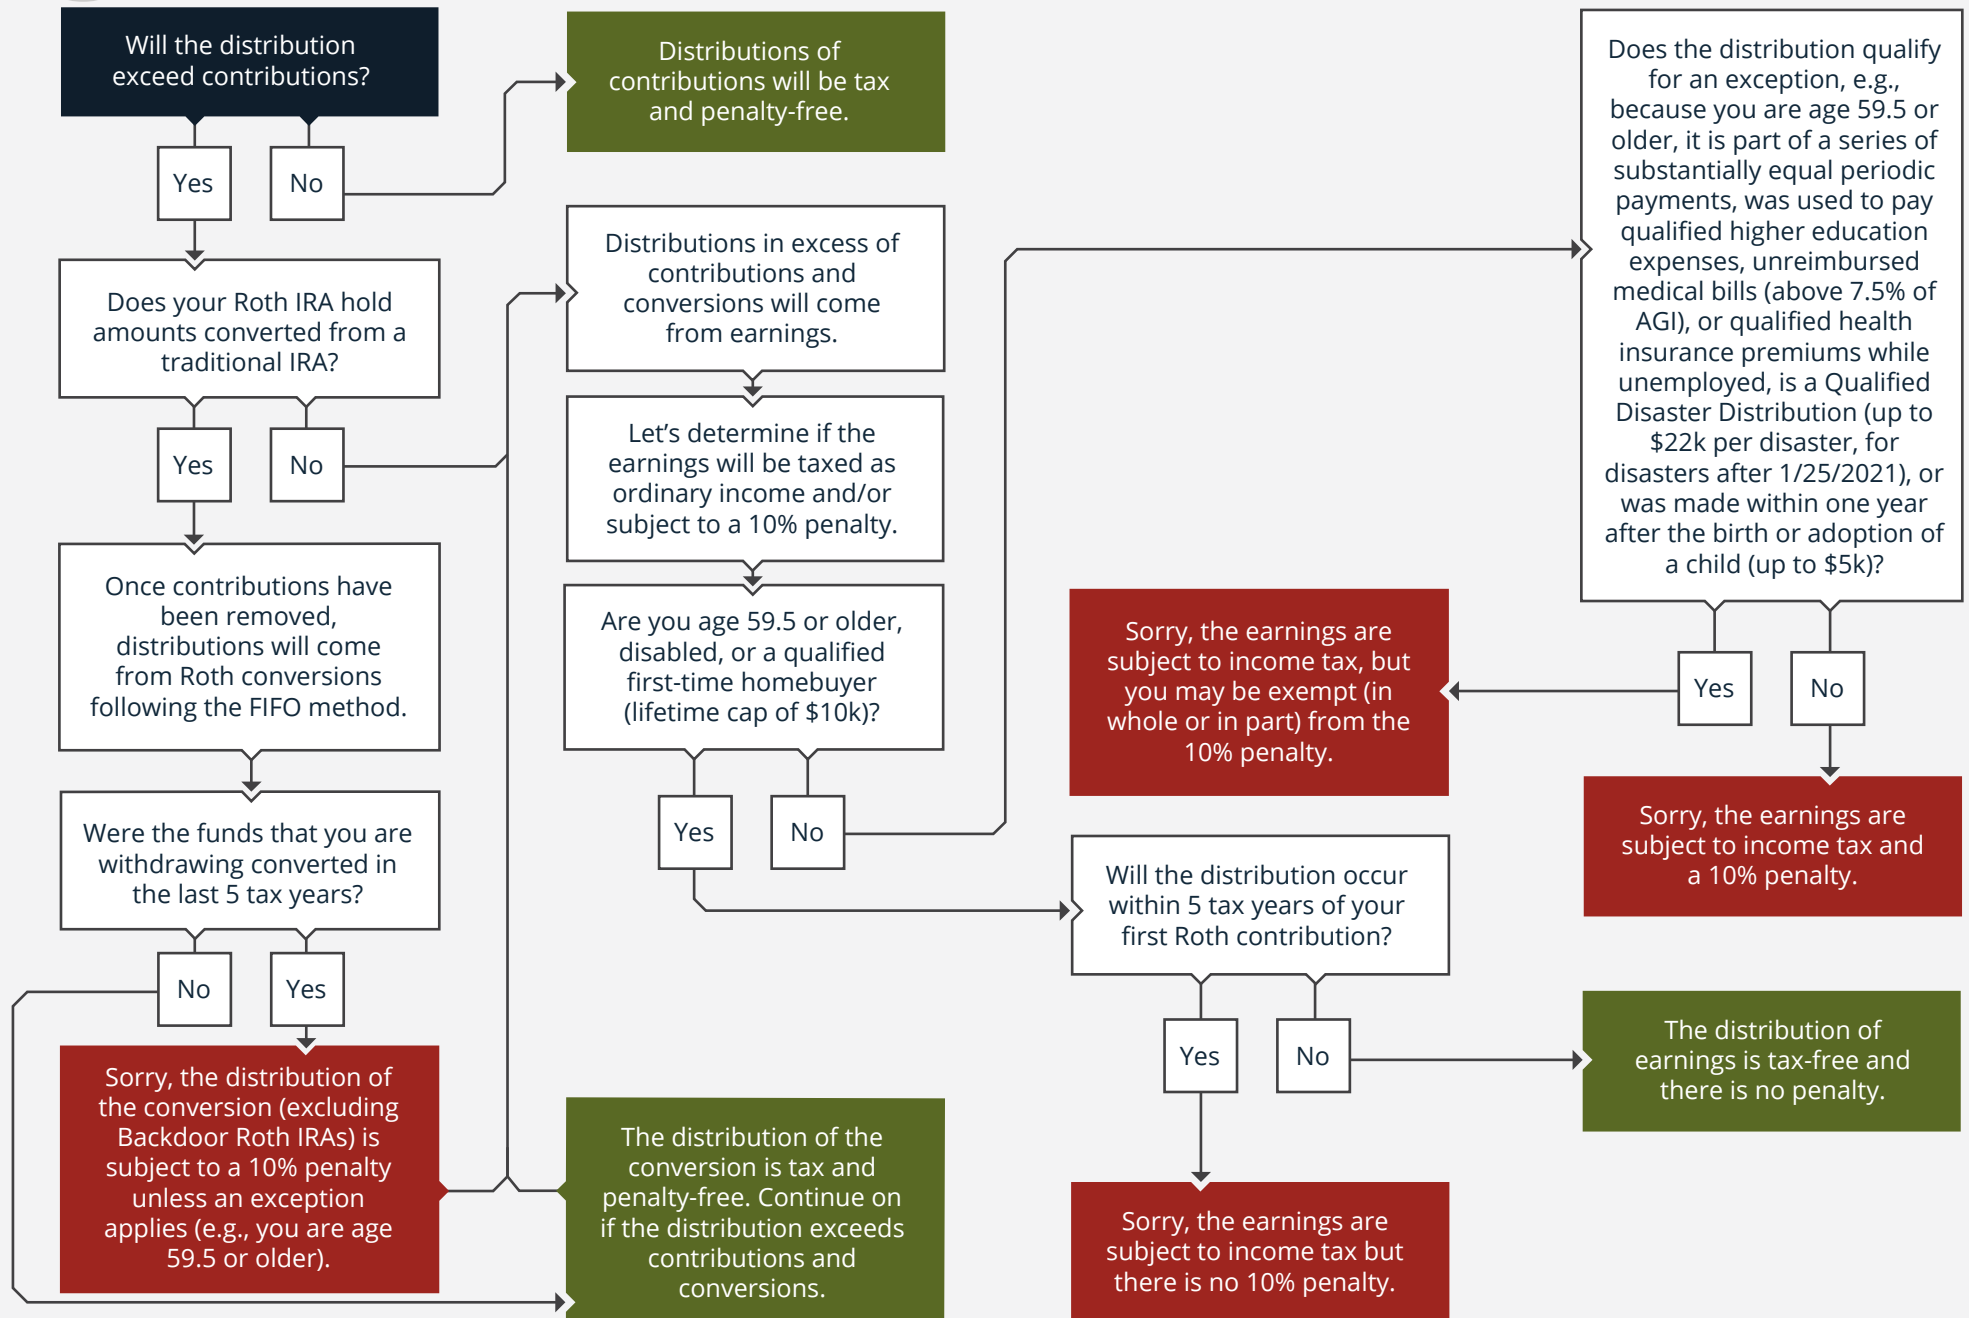 Will the distribution
exceed contributions?
Yes
No
Distributions of
contributions will be tax
and penalty-free.
Does your Roth IRA hold
amounts converted from a
traditional IRA?
Yes
No
Once contributions have
been removed,
distributions will come
from Roth conversions
following the FIFO method.
Were the funds that you are
withdrawing converted in
the last 5 tax years?
No
Yes
Sorry, the distribution of
the conversion (excluding
Backdoor Roth IRAs) is
subject to a 10% penalty
unless an exception
applies (e.g., you are age
59.5 or older).
The distribution of the
conversion is tax and
penalty-free. Continue on
if the distribution exceeds
contributions and
conversions.
Distributions in excess of
contributions and
conversions will come
from earnings.
Let’s determine if the
earnings will be taxed as
ordinary income and/or
subject to a 10% penalty.
Are you age 59.5 or older,
disabled, or a qualified
first-time homebuyer
(lifetime cap of $10k)?
Yes
No
Will the distribution occur
within 5 tax years of your
first Roth contribution?
Yes
No
Sorry, the earnings are
subject to income tax but
there is no 10% penalty.
The distribution of
earnings is tax-free and
there is no penalty.
Does the distribution qualify
for an exception, e.g.,
because you are age 59.5 or
older, it is part of a series of
substantially equal periodic
payments, was used to pay
qualified higher education
expenses, unreimbursed
medical bills (above 7.5% of
AGI), or qualified health
insurance premiums while
unemployed, is a Qualified
Disaster Distribution (up to
$22k per disaster, for
disasters after 1/25/2021), or
was made within one year
after the birth or adoption of
a child (up to $5k)?
Yes
No
Sorry, the earnings are
subject to income tax, but
you may be exempt (in
whole or in part) from the
10% penalty.
Sorry, the earnings are
subject to income tax and
a 10% penalty.